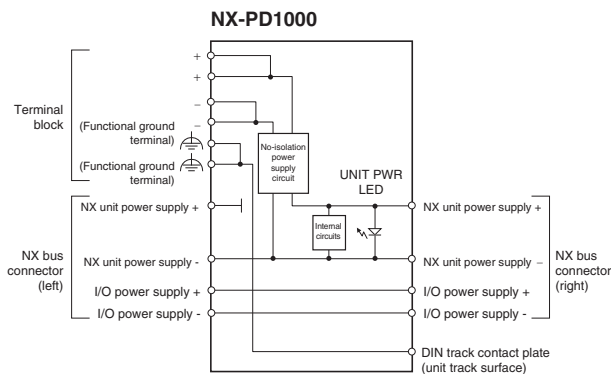 NX-PD1000
+
+
−
−
Terminal
block
(Functional ground
terminal)
(Functional ground
terminal)
No-isolation
power
supply
circuit
UNIT PWR
LED
NX unit power supply +
Internal
circuits
NX unit power supply +
NX bus
connector
(left)
NX unit power supply -
NX unit power supply −
NX bus
connector
(right)
I/O power supply +
I/O power supply +
I/O power supply -
I/O power supply -
DIN track contact plate
(unit track surface)